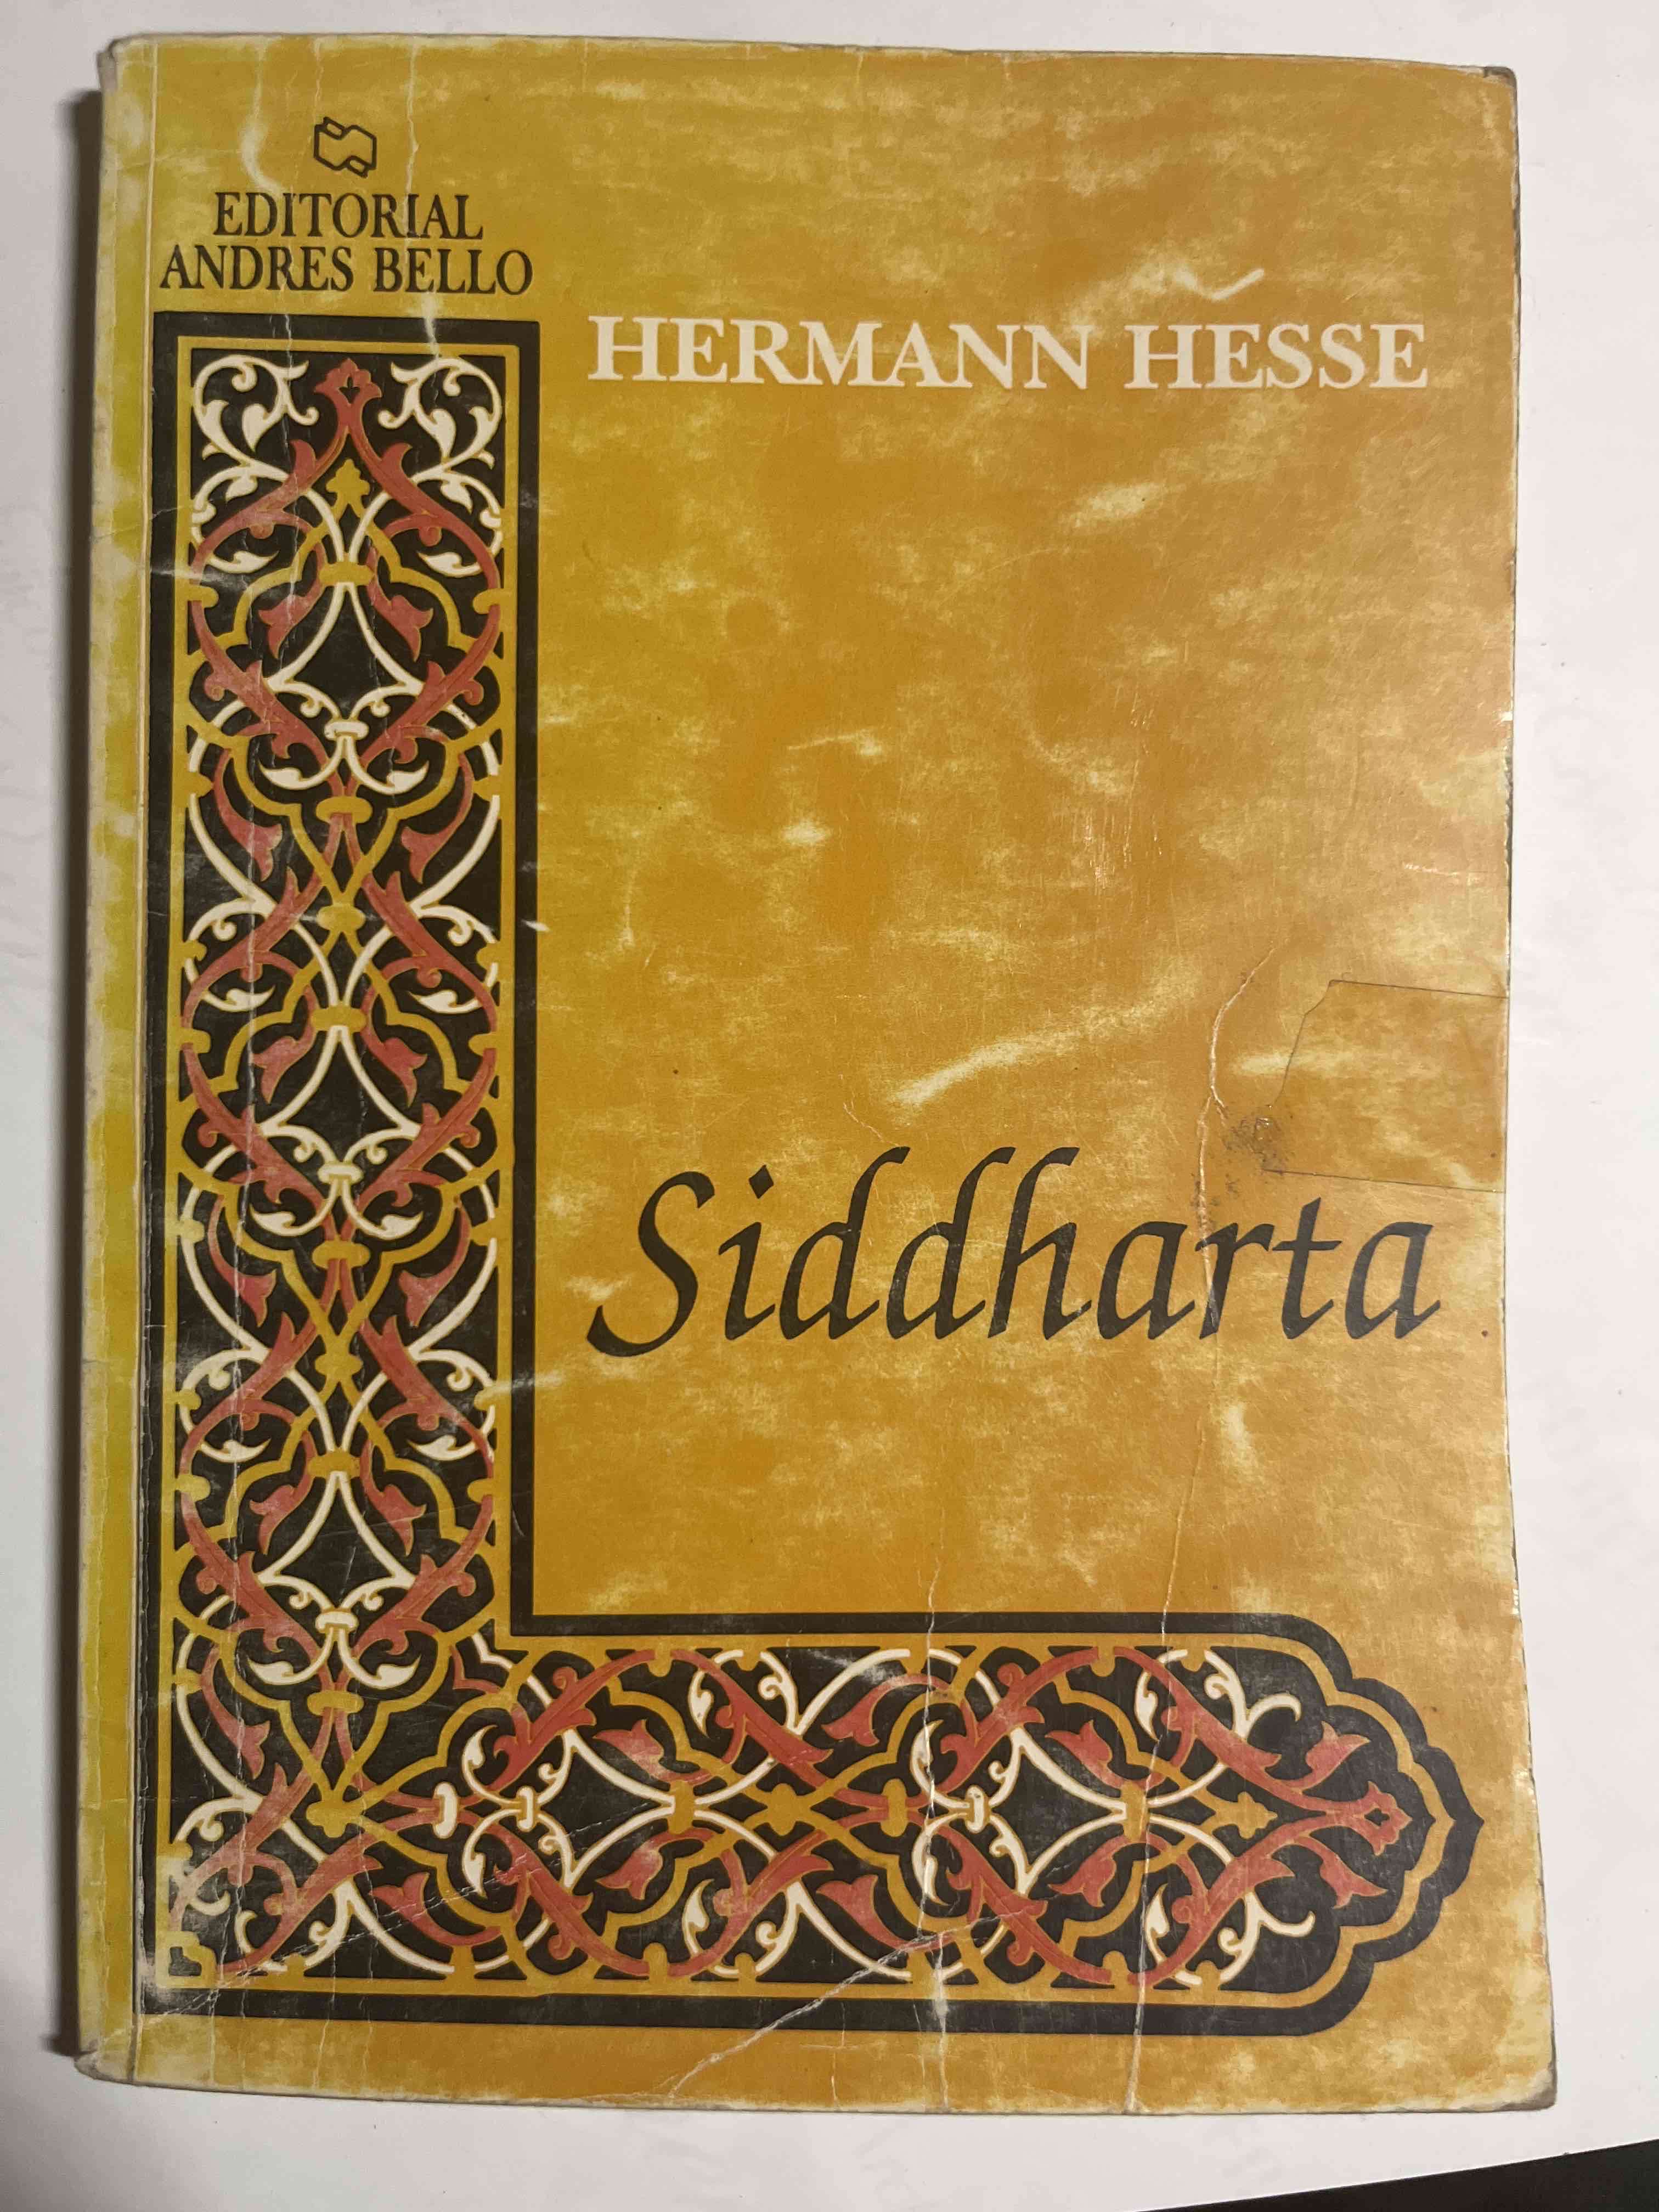 EDITORIAL
ANDRES BELLO
HERMANN HESSE
Siddharta